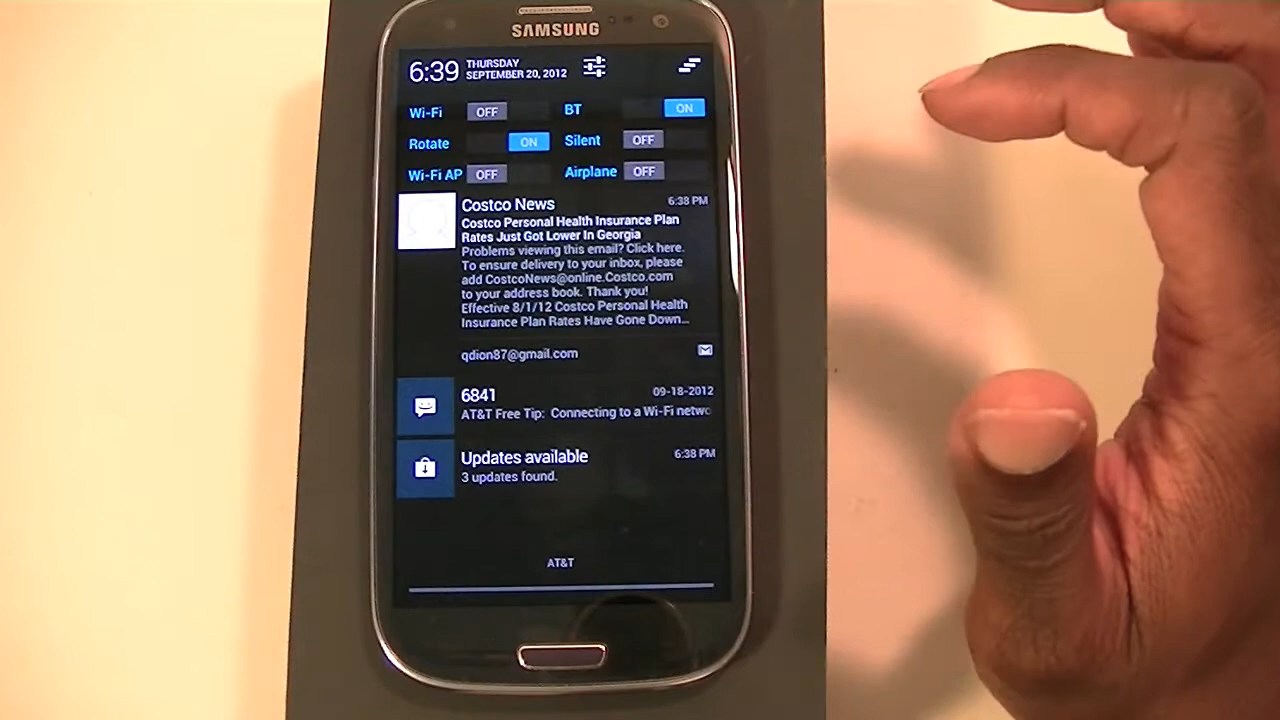 SAMSUNG
6:39 THURSDAY
SEPTEMBER 20, 2012
Wi-Fi OFF BT ON
Rotate ON Silent OFF
Wi-Fi AP OFF Airplane OFF
Costco News 6:38 PM
Costco Personal Health Insurance Plan
Rates Just Got Lower In Georgia
Problems viewing this email? Click here.
To ensure delivery to your inbox, please
add CostcoNews@online.Costco.com
to your address book. Thank you!
Effective 8/1/12 Costco Personal Health
Insurance Plan Rates Have Gone Down...
qdion87@gmail.com
6841 09-18-2012
AT&T Free Tip: Connecting to a Wi-Fi netwo
Updates available 6:38 PM
3 updates found.
AT&T